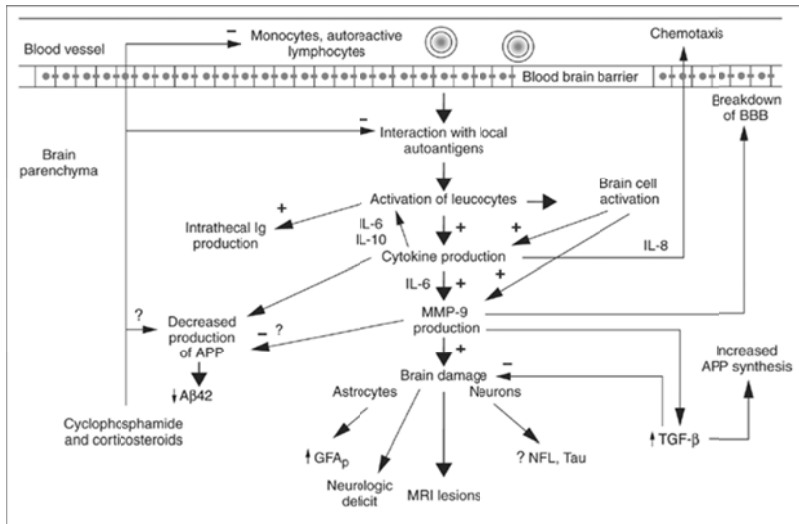 Blood vessel
−
Monocytes, autoreactive
lymphocytes
Chemotaxis
Blood brain barrier
Breakdown
of BBB
−
Interaction with local
autoantigens
Brain
parenchyma
Activation of leucocytes
Brain cell
activation
+
Intrathecal Ig
production
IL-6
IL-10
+
+
Cytokine production
IL-8
IL-6
+
+
?
Decreased
production
of APP
− ?
MMP-9
production
+
Increased
APP synthesis
Brain damage
−
↓ Aβ42
Astrocytes
Neurons
Cyclophosphamide
and corticosteroids
↑ GFAp
? NFL, Tau
↑ TGF-β
Neurologic
deficit
MRI lesions